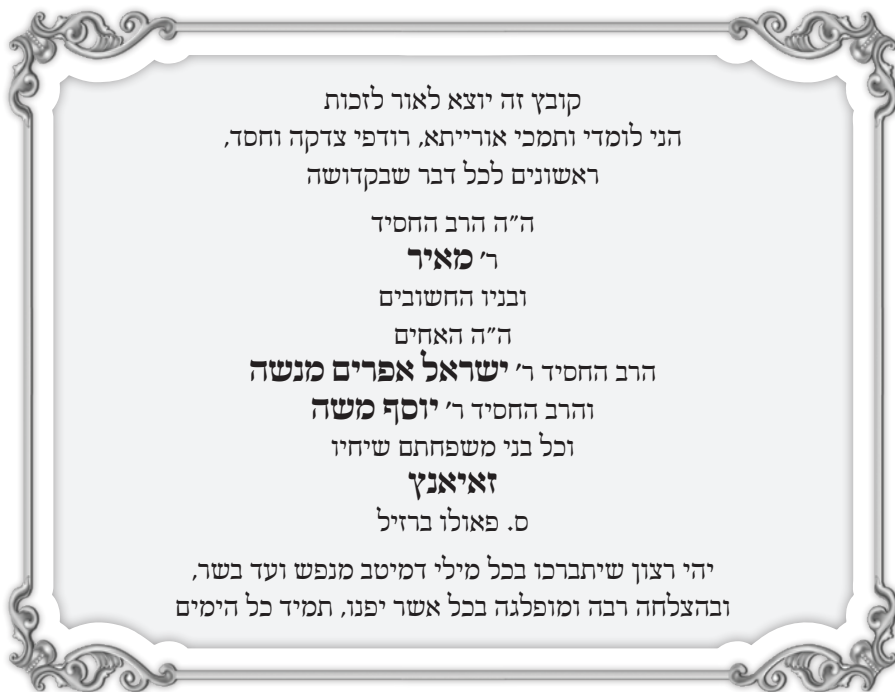 קובץ זה יוצא לאור לזכות
הני לומדי ותמכי אורייתא, רודפי צדקה וחסד,
ראשונים לכל דבר שבקדושה
ה״ה הרב החסיד
ר׳ מאיר
ובניו החשובים
ה״ה האחים
הרב החסיד ר׳ ישראל אפרים מנשה
והרב החסיד ר׳ יוסף משה
וכל בני משפחתם שיחיו
זאיאנץ
ס. פאולו ברזיל
יהי רצון שיתברכו בכל מילי דמיטב מנפש ועד בשר,
ובהצלחה רבה ומופלגה בכל אשר יפנו, תמיד כל הימים